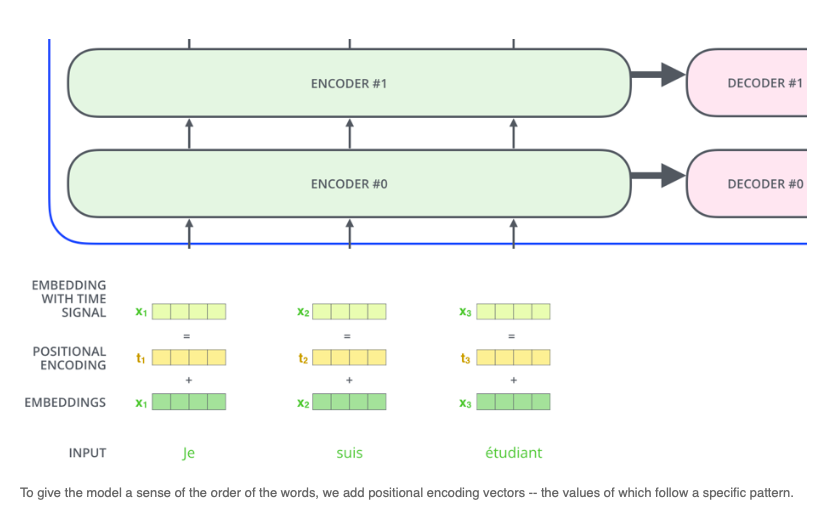 ENCODER #1
DECODER #1
ENCODER #0
DECODER #0
EMBEDDING
WITH TIME
SIGNAL
x1
x2
x3
= = =
POSITIONAL
ENCODING
t1
t2
t3
+ + +
EMBEDDINGS
x1
x2
x3
INPUT
Je
suis
étudiant
To give the model a sense of the order of the words, we add positional encoding vectors -- the values of which follow a specific pattern.